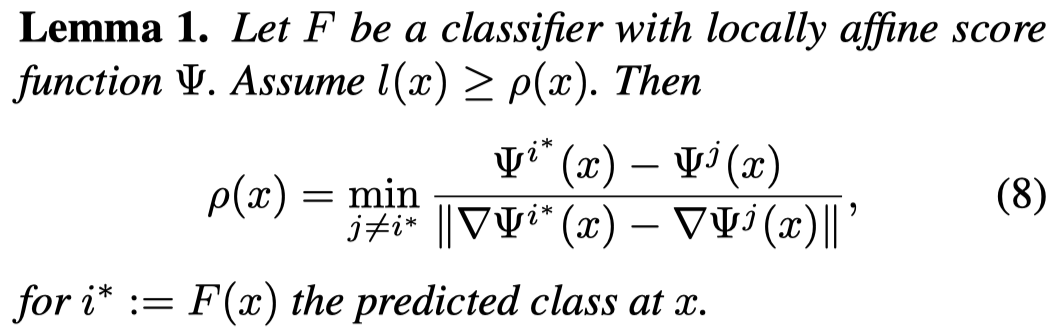 Lemma 1. Let F be a classifier with locally affine score
function Ψ. Assume l(x) ≥ ρ(x). Then
ρ(x) = min_{j≠i*} \frac{Ψ^{i*}(x) − Ψ^j(x)}{‖∇Ψ^{i*}(x) − ∇Ψ^j(x)‖}, (8)
for i* := F(x) the predicted class at x.